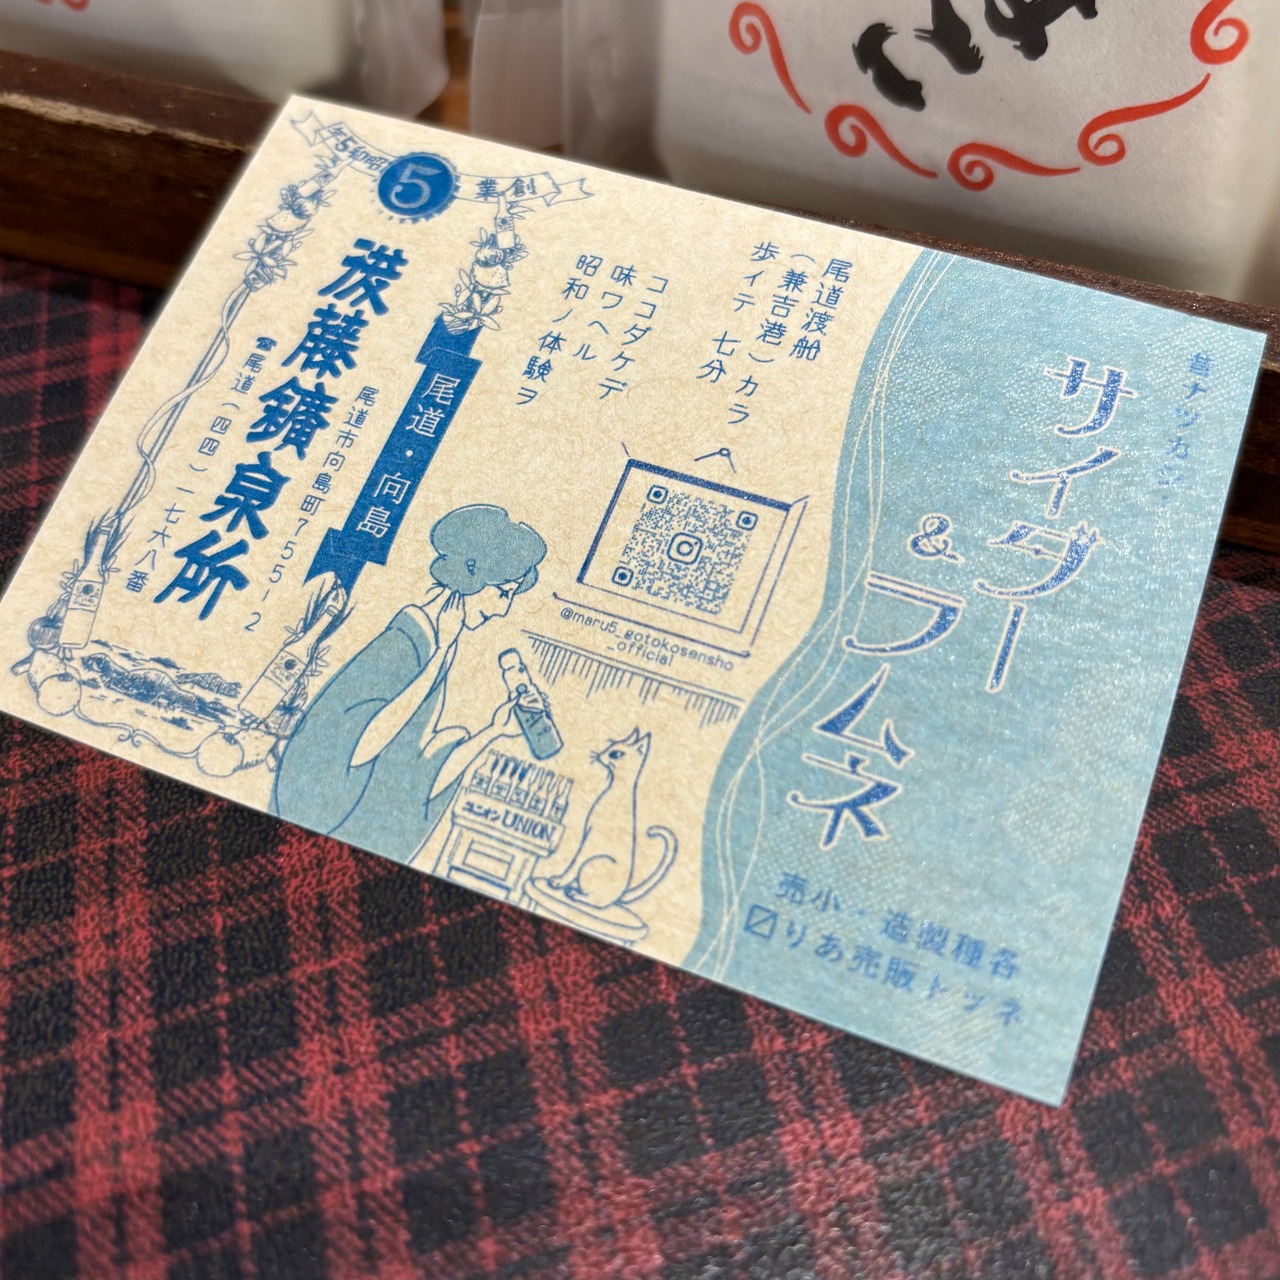 昔ナツカシ
サイダー
&
ラムネ
各種製造・小売
ネット販売あり〼
尾道渡船
(兼吉港)カラ
歩イテ 七分
ココダケデ
味ワヘル
昭和ノ体験ヲ
@maru5_gotokosensho
_official
創業
5
昭和5年
尾道・向島
尾道市向島町755-2
後藤鑛泉所
☎尾道(四四)一七六八番
ユニオン UNION